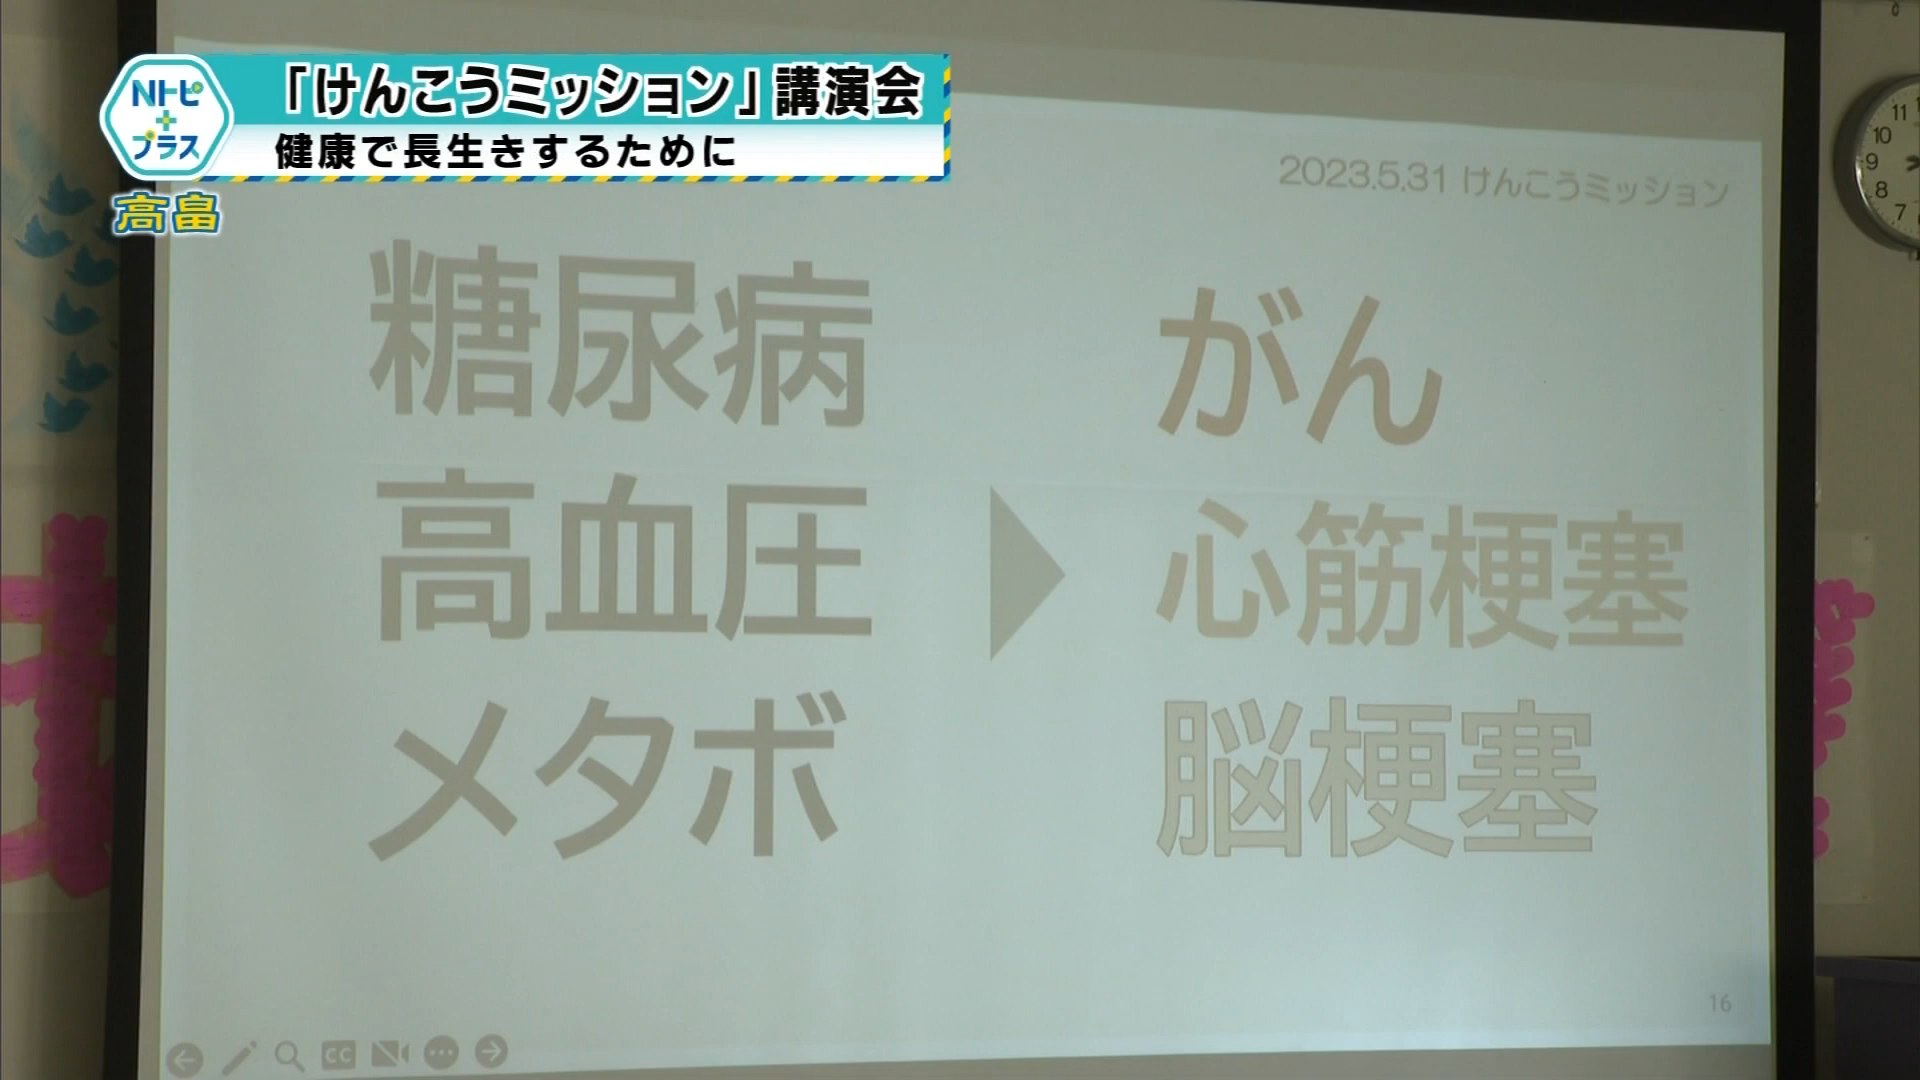 Nトピ
+
プラス
高畠
「けんこうミッション」講演会
健康で長生きするために
2023.5.31 けんこうミッション
糖尿病
がん
高血圧
心筋梗塞
メタボ
脳梗塞
16
CC
11
10
9
8
7